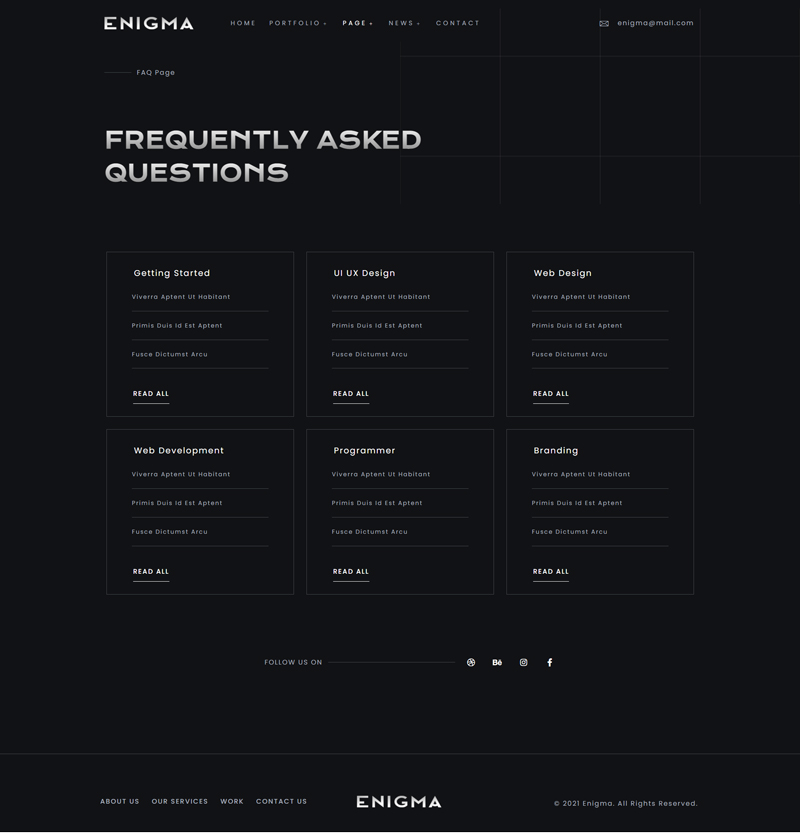 ENIGMA
HOME PORTFOLIO + PAGE + NEWS + CONTACT
enigma@mail.com
FAQ Page
FREQUENTLY ASKED
QUESTIONS
Getting Started
Viverra Aptent Ut Habitant
Primis Duis Id Est Aptent
Fusce Dictumst Arcu
READ ALL
UI UX Design
Viverra Aptent Ut Habitant
Primis Duis Id Est Aptent
Fusce Dictumst Arcu
READ ALL
Web Design
Viverra Aptent Ut Habitant
Primis Duis Id Est Aptent
Fusce Dictumst Arcu
READ ALL
Web Development
Viverra Aptent Ut Habitant
Primis Duis Id Est Aptent
Fusce Dictumst Arcu
READ ALL
Programmer
Viverra Aptent Ut Habitant
Primis Duis Id Est Aptent
Fusce Dictumst Arcu
READ ALL
Branding
Viverra Aptent Ut Habitant
Primis Duis Id Est Aptent
Fusce Dictumst Arcu
READ ALL
FOLLOW US ON
ABOUT US OUR SERVICES WORK CONTACT US
ENIGMA
© 2021 Enigma. All Rights Reserved.